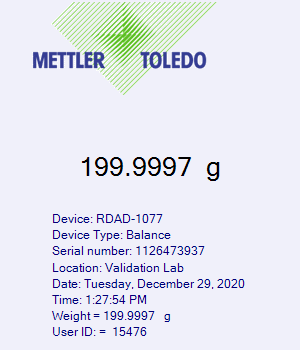 METTLER TOLEDO
199.9997 g
Device: RDAD-1077
Device Type: Balance
Serial number: 1126473937
Location: Validation Lab
Date: Tuesday, December 29, 2020
Time: 1:27:54 PM
Weight = 199.9997 g
User ID: = 15476